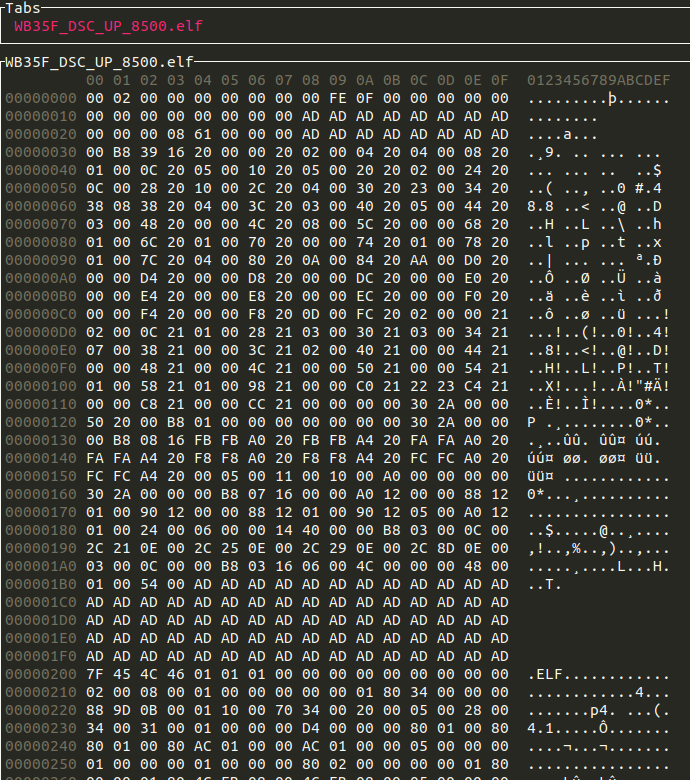 Tabs
WB35F_DSC_UP_8500.elf
WB35F_DSC_UP_8500.elf
00 01 02 03 04 05 06 07 08 09 0A 0B 0C 0D 0E 0F 0123456789ABCDEF
00000000 00 02 00 00 00 00 00 00 00 FE 0F 00 00 00 00 00 .........þ......
00000010 00 00 00 00 00 00 00 00 AD AD AD AD AD AD AD AD ........
00000020 00 00 00 00 08 61 00 00 AD AD AD AD AD AD AD AD .....a...
00000030 00 B8 39 16 20 00 00 20 02 00 04 20 04 00 08 20 .¸9. .. ... ...
00000040 01 00 0C 20 05 00 10 20 05 00 20 20 02 00 24 20 ... ... ..  ..$
00000050 0C 00 28 20 10 00 2C 20 04 00 30 20 23 00 34 20 ..( .., ..0 #.4
00000060 38 08 38 20 04 00 3C 20 03 00 40 20 05 00 44 20 8.8 ..< ..@ ..D
00000070 03 00 48 20 00 00 4C 20 08 00 5C 20 00 00 68 20 ..H ..L ..\ ..h
00000080 01 00 6C 20 01 00 70 20 00 00 74 20 01 00 78 20 ..l ..p ..t ..x
00000090 01 00 7C 20 04 00 80 20 0A 00 84 20 AA 00 D0 20 ..| ... ... ª.Ð
000000A0 00 00 D4 20 00 00 D8 20 00 00 DC 20 00 00 E0 20 ..Ô ..Ø ..Ü ..à
000000B0 00 00 E4 20 00 00 E8 20 00 00 EC 20 00 00 F0 20 ..ä ..è ..ì ..ð
000000C0 00 00 F4 20 00 00 F8 20 0D 00 FC 20 02 00 00 21 ..ô ..ø ..ü ...!
000000D0 02 00 0C 21 01 00 28 21 03 00 30 21 03 00 34 21 ...!..(!..0!..4!
000000E0 07 00 38 21 00 00 3C 21 02 00 40 21 00 00 44 21 ..8!..<!..@!..D!
000000F0 00 00 48 21 00 00 4C 21 00 00 50 21 00 00 54 21 ..H!..L!..P!..T!
00000100 01 00 58 21 01 00 98 21 00 00 C0 21 22 23 C4 21 ..X!...!..À!"#Ä!
00000110 00 00 C8 21 00 00 CC 21 00 00 00 00 30 2A 00 00 ..È!..Ì!....0*..
00000120 50 20 00 B8 01 00 00 00 00 00 00 00 30 2A 00 00 P .¸........0*..
00000130 00 B8 08 16 FB FB A0 20 FB FB A4 20 FA FA A0 20 .¸..ûû. ûû¤ úú.
00000140 FA FA A4 20 F8 F8 A0 20 F8 F8 A4 20 FC FC A0 20 úú¤ øø. øø¤ üü.
00000150 FC FC A4 20 00 05 00 11 00 10 00 A0 00 00 00 00 üü¤ ............
00000160 30 2A 00 00 00 B8 07 16 00 00 A0 12 00 00 88 12 0*...¸..........
00000170 01 00 90 12 00 00 88 12 01 00 90 12 05 00 A0 12 ................
00000180 01 00 24 00 06 00 00 14 40 00 00 B8 03 00 0C 00 ..$.....@..¸....
00000190 2C 21 0E 00 2C 25 0E 00 2C 29 0E 00 2C 8D 0E 00 ,!..,%..,)..,...
000001A0 03 00 0C 00 00 B8 03 16 06 00 4C 00 00 00 48 00 .....¸....L...H.
000001B0 01 00 54 00 AD AD AD AD AD AD AD AD AD AD AD AD ..T.
000001C0 AD AD AD AD AD AD AD AD AD AD AD AD AD AD AD AD
000001D0 AD AD AD AD AD AD AD AD AD AD AD AD AD AD AD AD
000001E0 AD AD AD AD AD AD AD AD AD AD AD AD AD AD AD AD
000001F0 AD AD AD AD AD AD AD AD AD AD AD AD AD AD AD AD
00000200 7F 45 4C 46 01 01 01 00 00 00 00 00 00 00 00 00 .ELF............
00000210 02 00 08 00 01 00 00 00 00 00 01 80 34 00 00 00 ............4...
00000220 88 9D 0B 00 01 10 00 70 34 00 20 00 05 00 28 00 .......p4. ...(.
00000230 34 00 31 00 01 00 00 00 D4 00 00 00 80 01 00 80 4.1.....Ô.......
00000240 80 01 00 80 AC 01 00 00 AC 01 00 00 05 00 00 00 ....¬...¬.......
00000250 01 00 00 00 01 00 00 00 80 02 00 00 00 00 01 80 ................